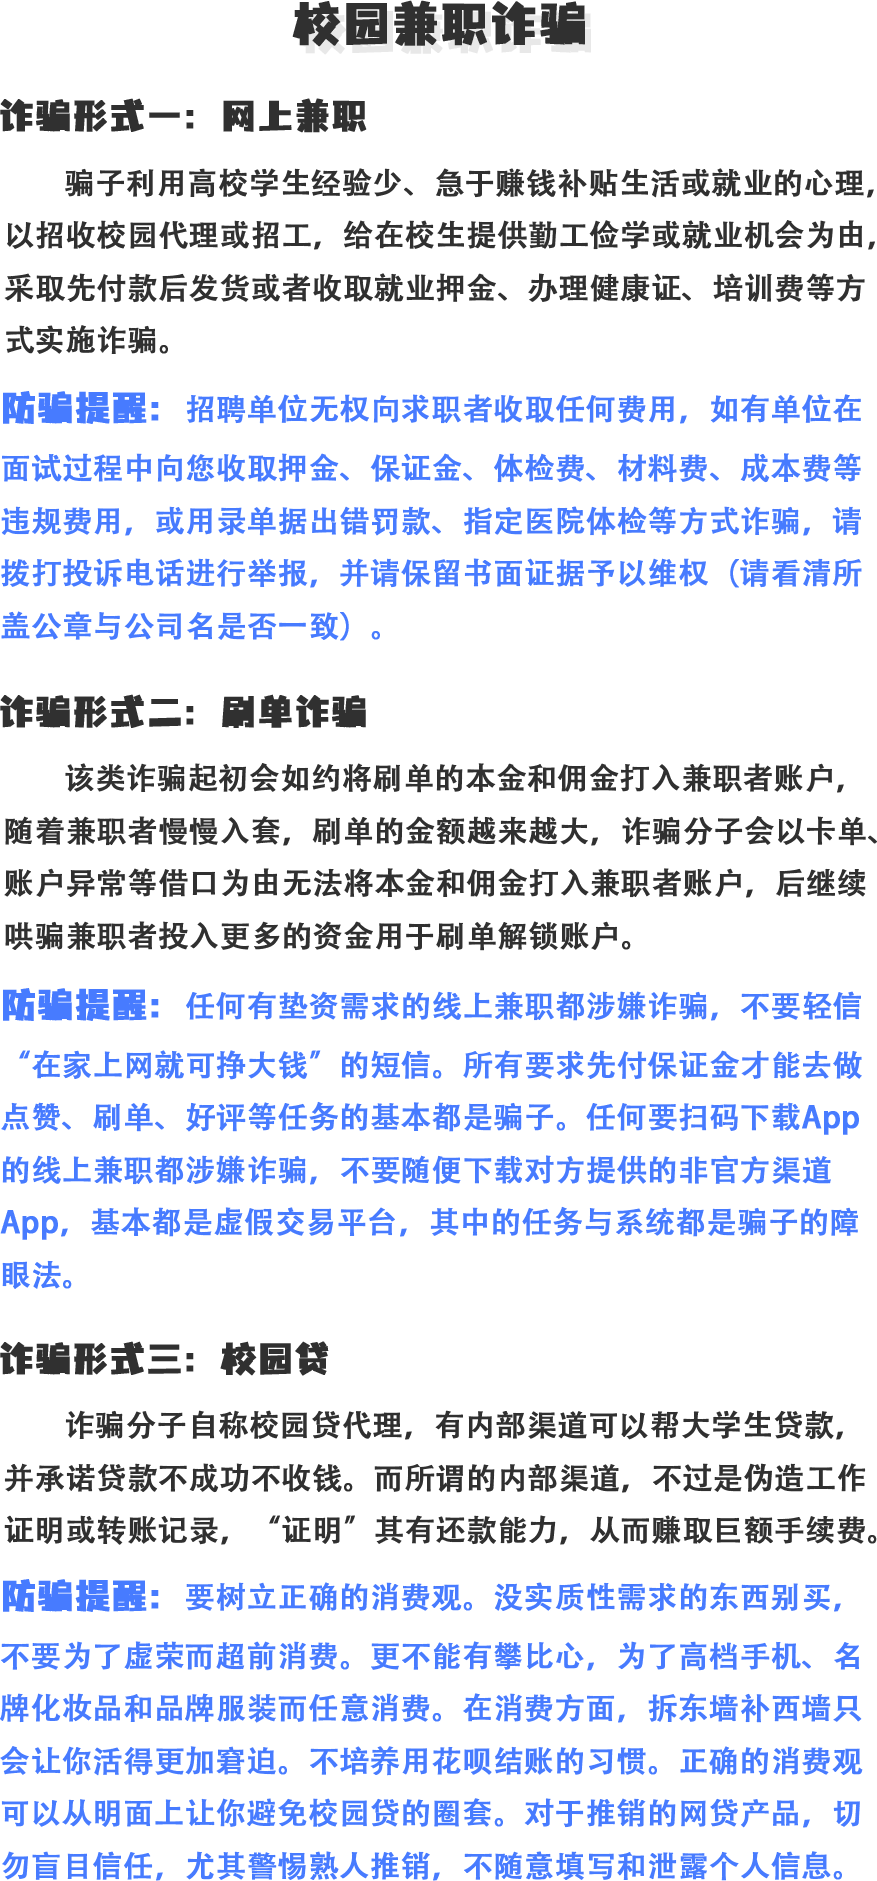 校园兼职诈骗
诈骗形式一：网上兼职
骗子利用高校学生经验少、急于赚钱补贴生活或就业的心理，
以招收校园代理或招工，给在校生提供勤工俭学或就业机会为由，
采取先付款后发货或者收取就业押金、办理健康证、培训费等方
式实施诈骗。
防骗提醒：招聘单位无权向求职者收取任何费用，如有单位在
面试过程中向您收取押金、保证金、体检费、材料费、成本费等
违规费用，或用录单据出错罚款、指定医院体检等方式诈骗，请
拨打投诉电话进行举报，并请保留书面证据予以维权（请看清所
盖公章与公司名是否一致）。
诈骗形式二：刷单诈骗
该类诈骗起初会如约将刷单的本金和佣金打入兼职者账户，
随着兼职者慢慢入套，刷单的金额越来越大，诈骗分子会以卡单、
账户异常等借口为由无法将本金和佣金打入兼职者账户，后继续
哄骗兼职者投入更多的资金用于刷单解锁账户。
防骗提醒：任何有垫资需求的线上兼职都涉嫌诈骗，不要轻信
“在家上网就可挣大钱”的短信。所有要求先付保证金才能去做
点赞、刷单、好评等任务的基本都是骗子。任何要扫码下载App
的线上兼职都涉嫌诈骗，不要随便下载对方提供的非官方渠道
App，基本都是虚假交易平台，其中的任务与系统都是骗子的障
眼法。
诈骗形式三：校园贷
诈骗分子自称校园贷代理，有内部渠道可以帮大学生贷款，
并承诺贷款不成功不收钱。而所谓的内部渠道，不过是伪造工作
证明或转账记录，“证明”其有还款能力，从而赚取巨额手续费。
防骗提醒：要树立正确的消费观。没实质性需求的东西别买，
不要为了虚荣而超前消费。更不能有攀比心，为了高档手机、名
牌化妆品和品牌服装而任意消费。在消费方面，拆东墙补西墙只
会让你活得更加窘迫。不培养用花呗结账的习惯。正确的消费观
可以从明面上让你避免校园贷的圈套。对于推销的网贷产品，切
勿盲目信任，尤其警惕熟人推销，不随意填写和泄露个人信息。